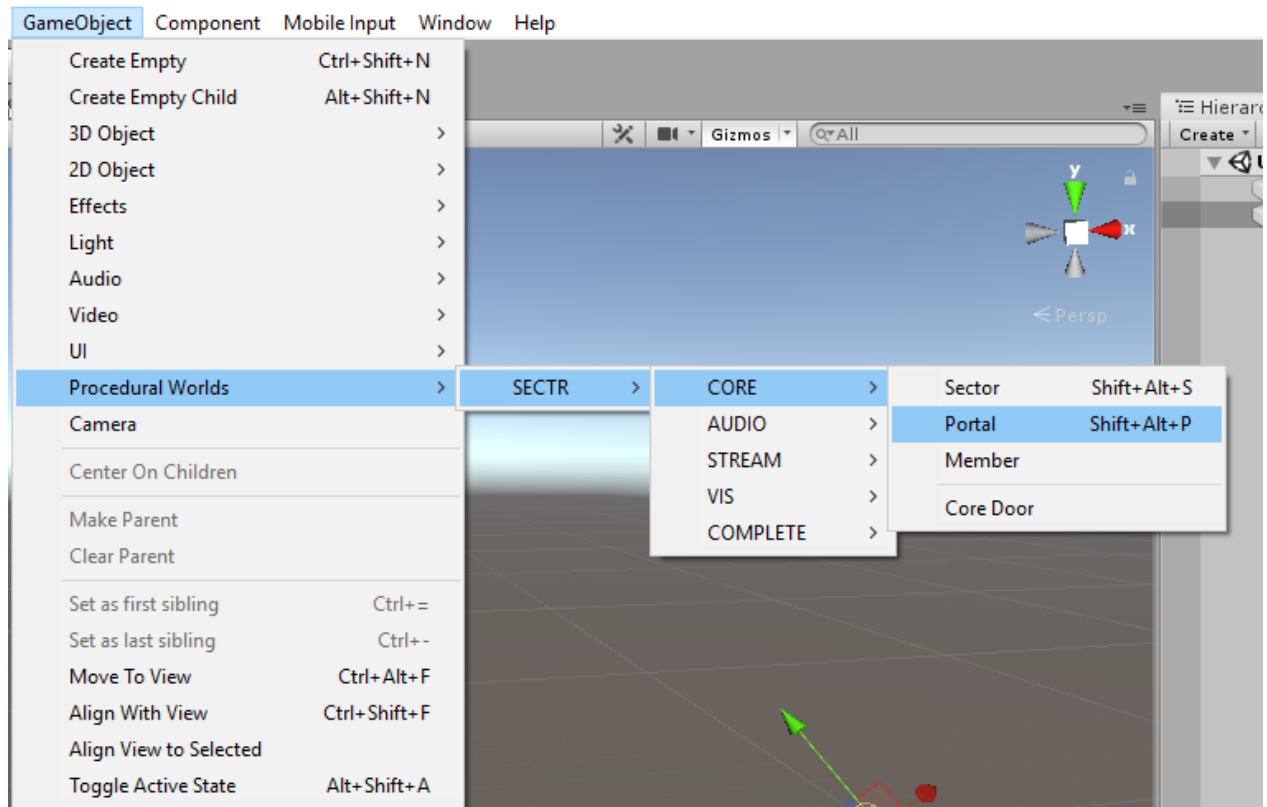 GameObject Component Mobile Input Window Help
Create Empty Ctrl+Shift+N
Create Empty Child Alt+Shift+N
3D Object
2D Object
Effects
Light
Audio
Video
UI
Procedural Worlds
Camera
Center On Children
Make Parent
Clear Parent
Set as first sibling Ctrl+=
Set as last sibling Ctrl+-
Move To View Ctrl+Alt+F
Align With View Ctrl+Shift+F
Align View to Selected
Toggle Active State Alt+Shift+A
SECTR
CORE
AUDIO
STREAM
VIS
COMPLETE
Sector Shift+Alt+S
Portal Shift+Alt+P
Member
Core Door
Gizmos All
y
x
Persp
Create